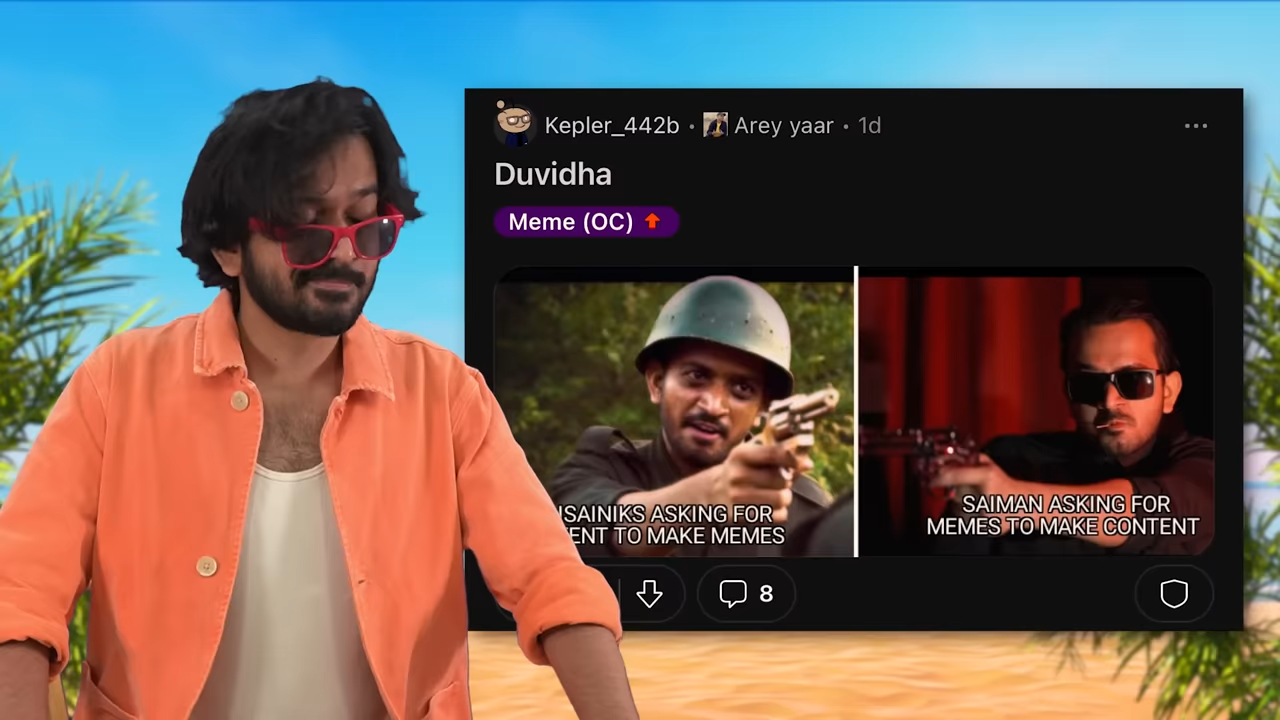 Kepler_442b • Arey yaar • 1d
Duvidha
Meme (OC)
ISAINIKS ASKING FOR
ENT TO MAKE MEMES
SAIMAN ASKING FOR
MEMES TO MAKE CONTENT
8